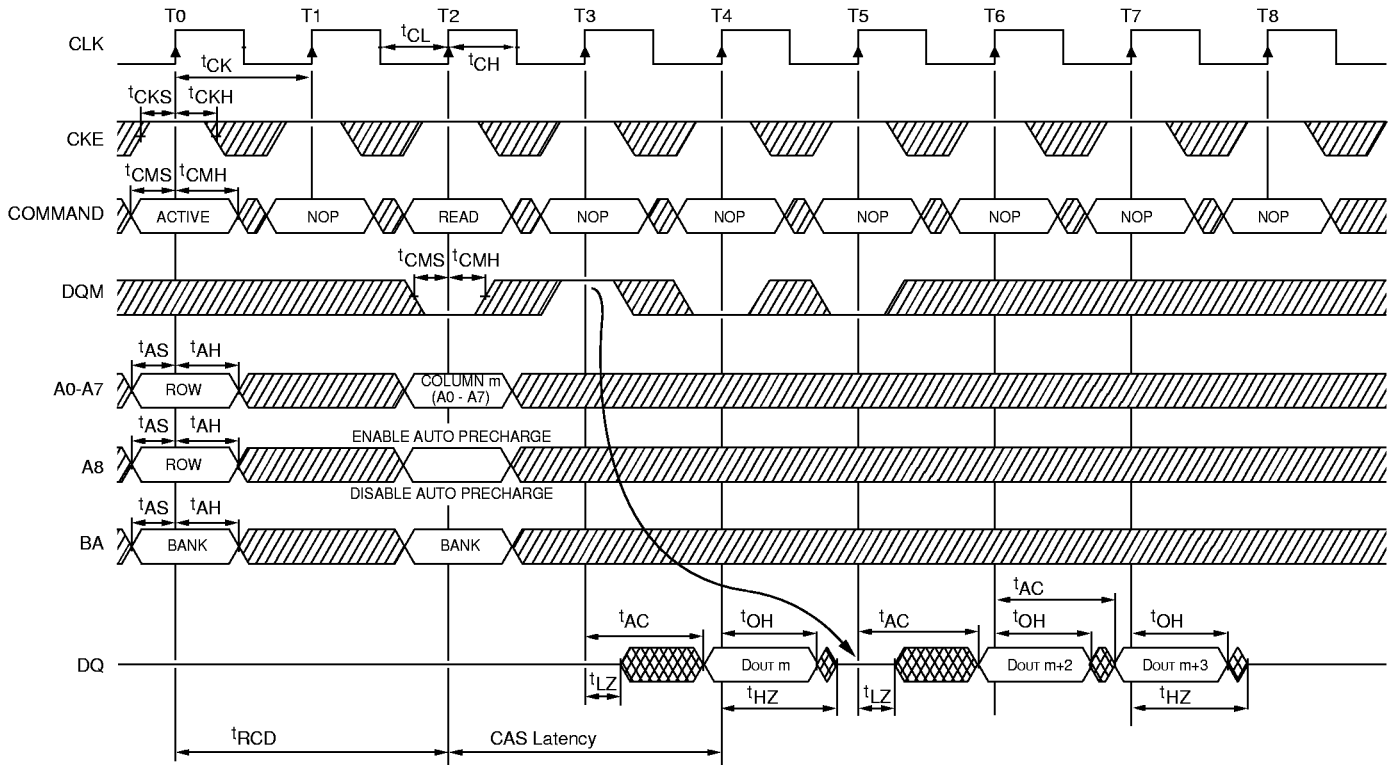 T0 T1 T2 T3 T4 T5 T6 T7 T8
CLK
tCL
tCH
tCK
tCKS tCKH
CKE
tCMS tCMH
COMMAND ACTIVE NOP READ NOP NOP NOP NOP NOP NOP
tCMS tCMH
DQM
tAS tAH
A0-A7 ROW COLUMN m
(A0 - A7)
tAS tAH ENABLE AUTO PRECHARGE
A8 ROW
DISABLE AUTO PRECHARGE
tAS tAH
BA BANK BANK
tAC
tAC tOH tAC tOH tOH
DQ DOUT m DOUT m+2 DOUT m+3
tLZ tHZ tLZ tHZ
tRCD CAS Latency